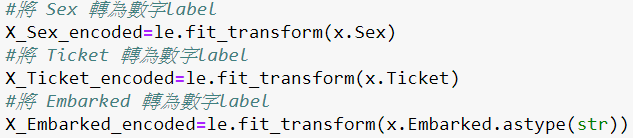 #將 Sex 轉為數字label
X_Sex_encoded=le.fit_transform(x.Sex)
#將 Ticket 轉為數字label
X_Ticket_encoded=le.fit_transform(x.Ticket)
#將 Embarked 轉為數字label
X_Embarked_encoded=le.fit_transform(x.Embarked.astype(str))